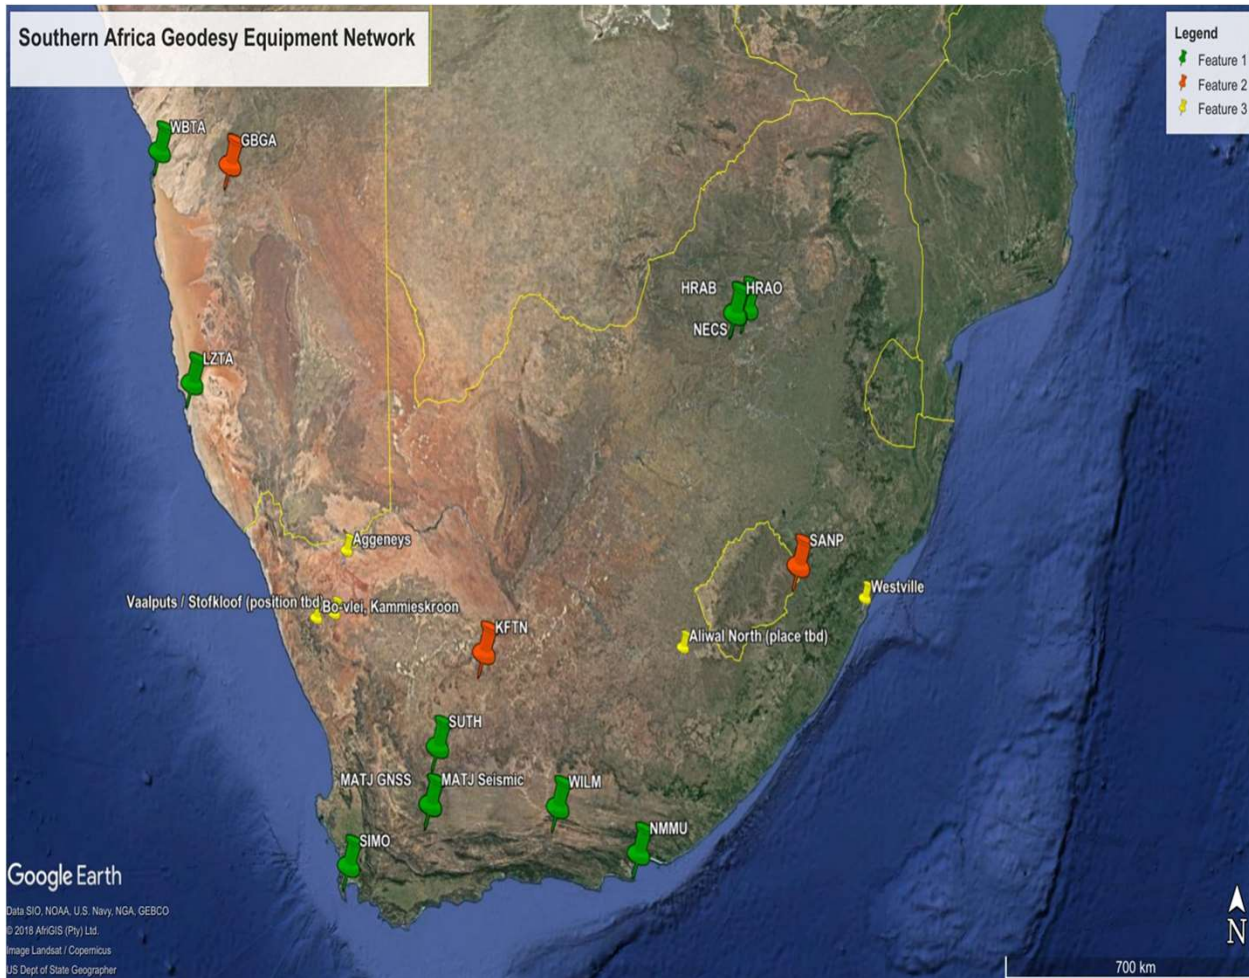 Southern Africa Geodesy Equipment Network
Legend
Feature 1
Feature 2
Feature 3
WBTA
GBGA
HRAB
HRAO
NECS
LZTA
Aggeneys
SANP
Westville
Vaalputs / Stofkloof (position tbd)
Bo-vlei, Kammieskroon
KFTN
Aliwal North (place tbd)
SUTH
MATJ GNSS
MATJ Seismic
WILM
SIMO
NMMU
Google Earth
Data SIO, NOAA, U.S. Navy, NGA, GEBCO
© 2018 AfriGIS (Pty) Ltd.
Image Landsat / Copernicus
US Dept of State Geographer
N
700 km